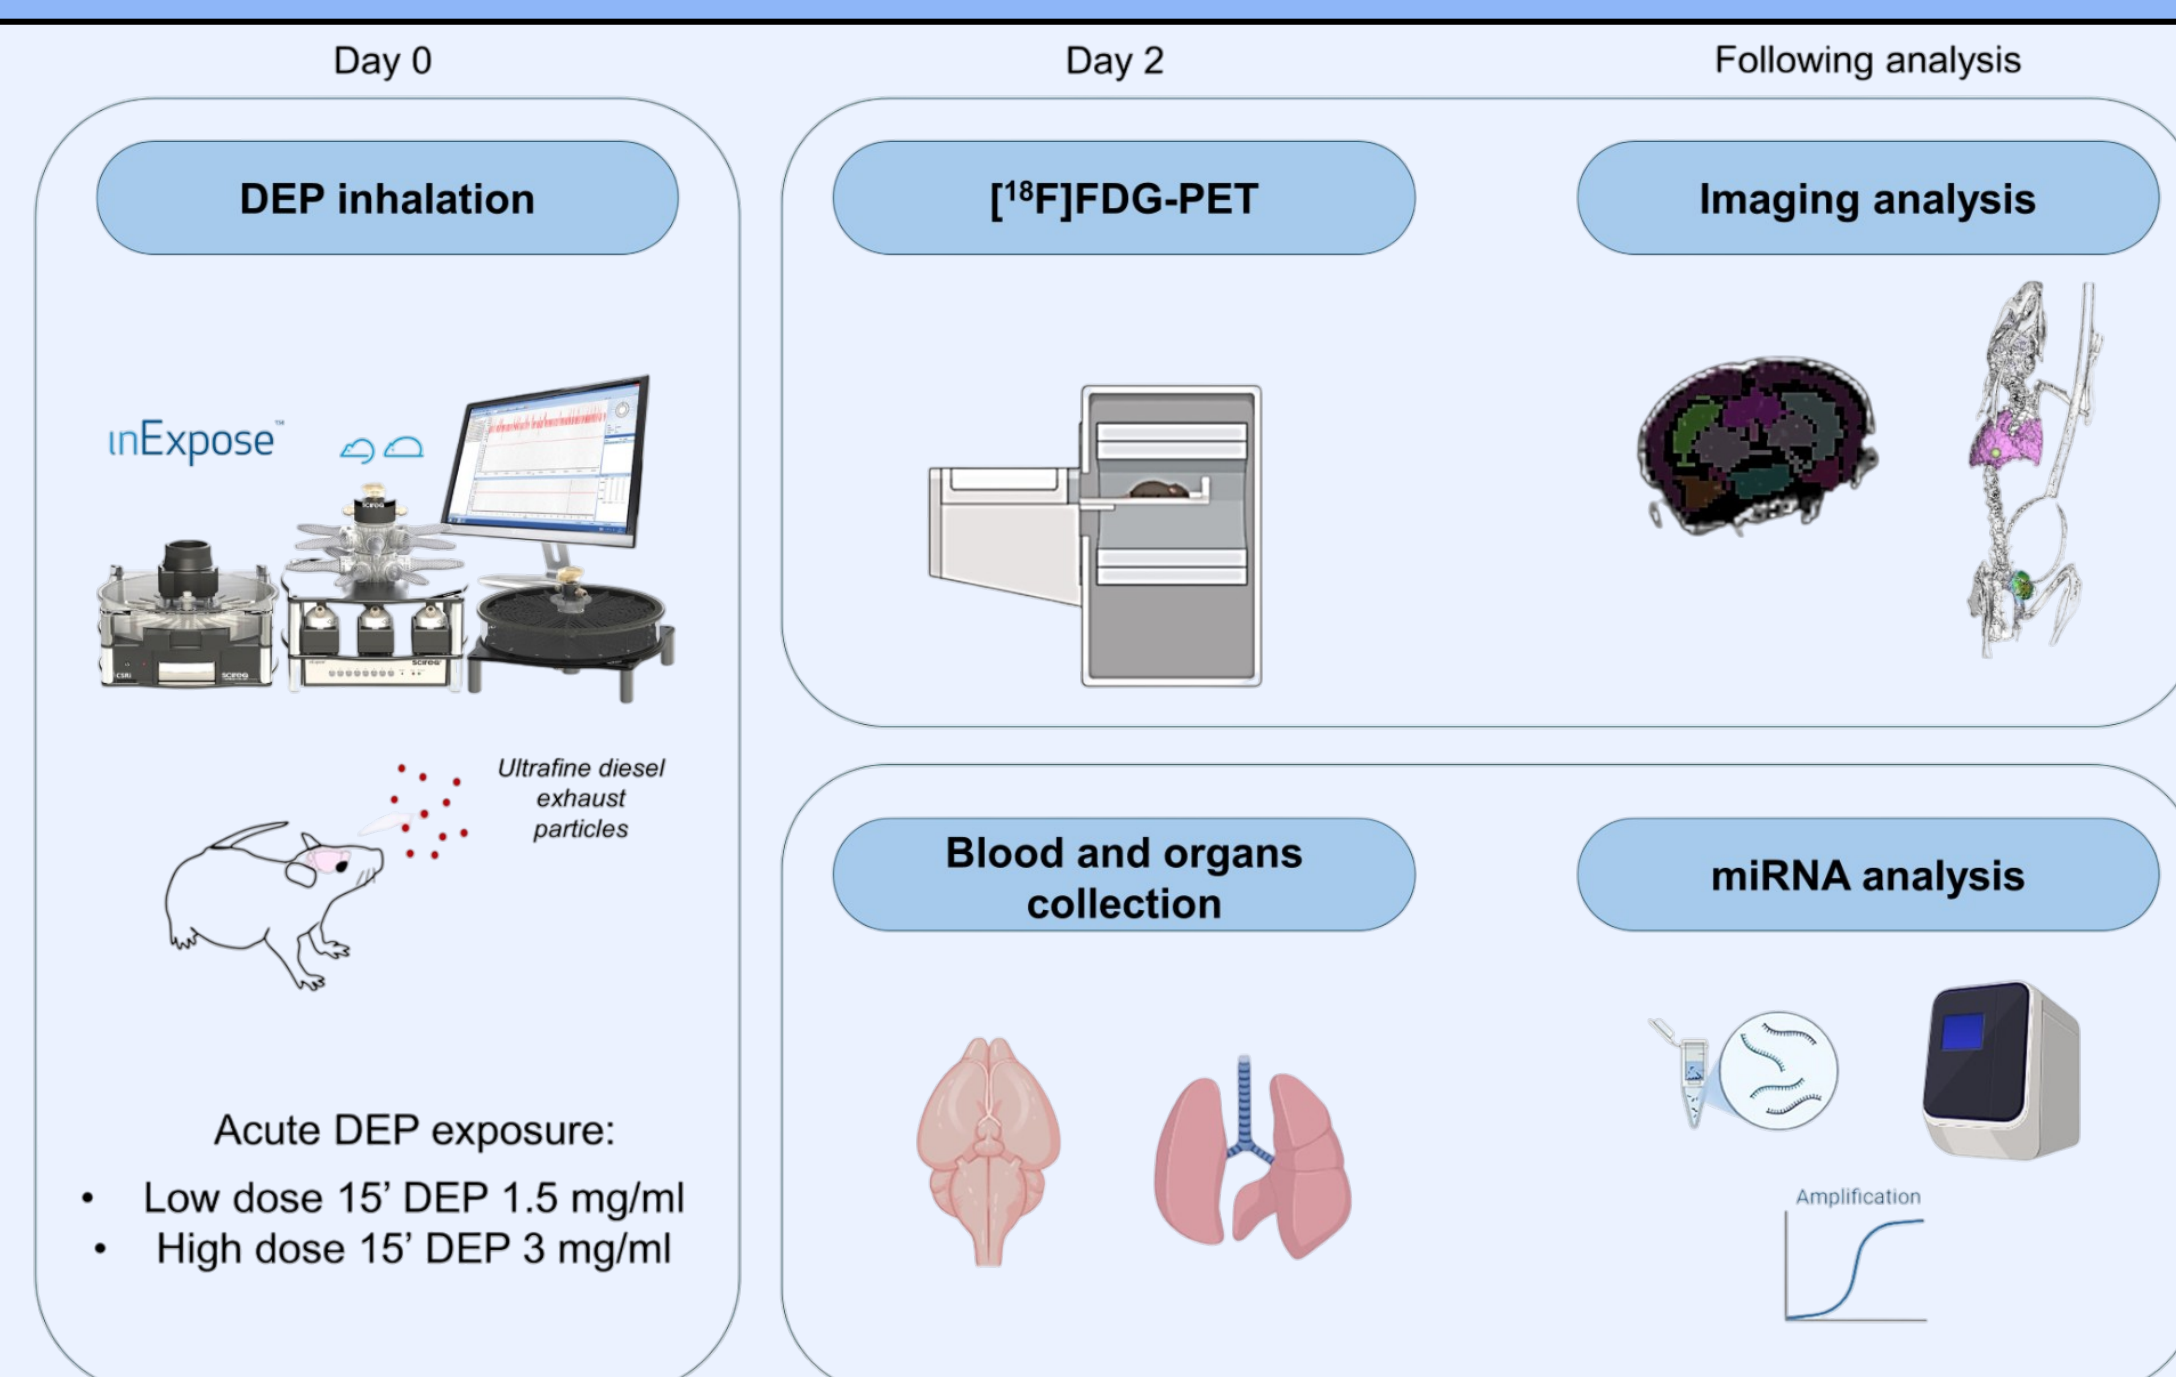 Day 0
Day 2
Following analysis
DEP inhalation
[¹⁸F]FDG-PET
Imaging analysis
ınExpose™
Ultrafine diesel
exhaust
particles
Acute DEP exposure:
• Low dose 15’ DEP 1.5 mg/ml
• High dose 15’ DEP 3 mg/ml
Blood and organs
collection
miRNA analysis
Amplification